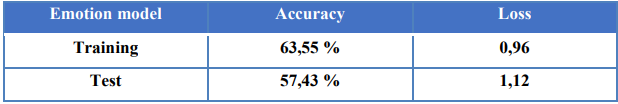 Emotion model Accuracy Loss
Training 63,55 % 0,96
Test 57,43 % 1,12